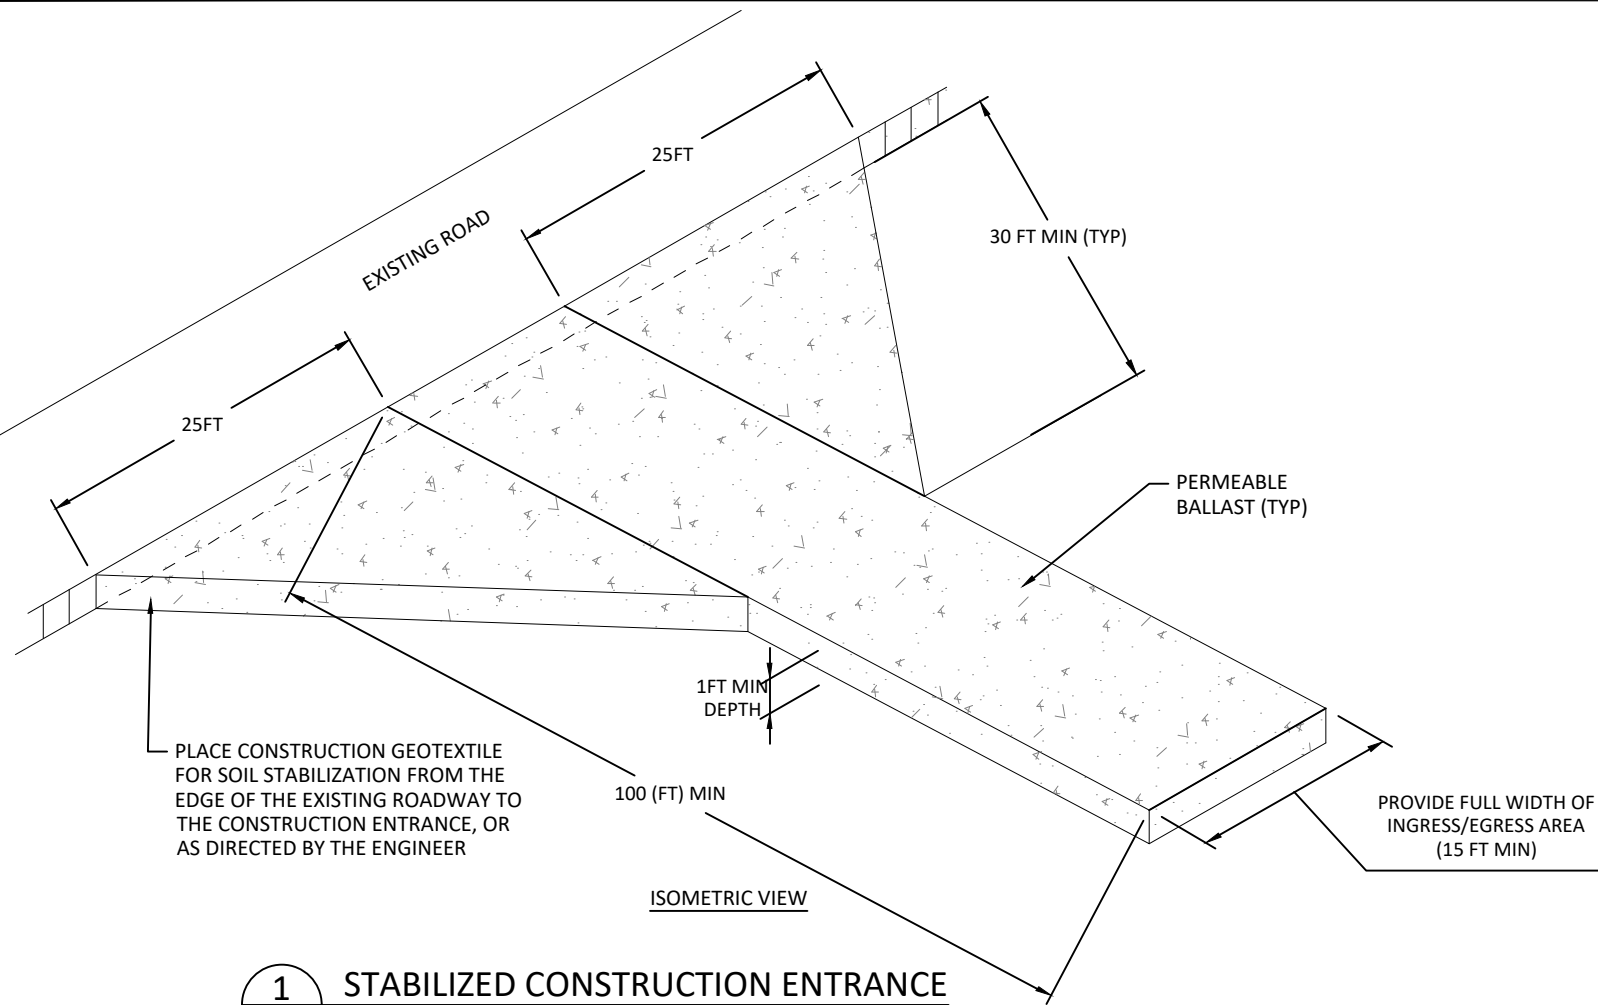 25FT
EXISTING ROAD
30 FT MIN (TYP)
25FT
PERMEABLE
BALLAST (TYP)
1FT MIN
DEPTH
PLACE CONSTRUCTION GEOTEXTILE
FOR SOIL STABILIZATION FROM THE
EDGE OF THE EXISTING ROADWAY TO
THE CONSTRUCTION ENTRANCE, OR
AS DIRECTED BY THE ENGINEER
100 (FT) MIN
PROVIDE FULL WIDTH OF
INGRESS/EGRESS AREA
(15 FT MIN)
ISOMETRIC VIEW
1 STABILIZED CONSTRUCTION ENTRANCE